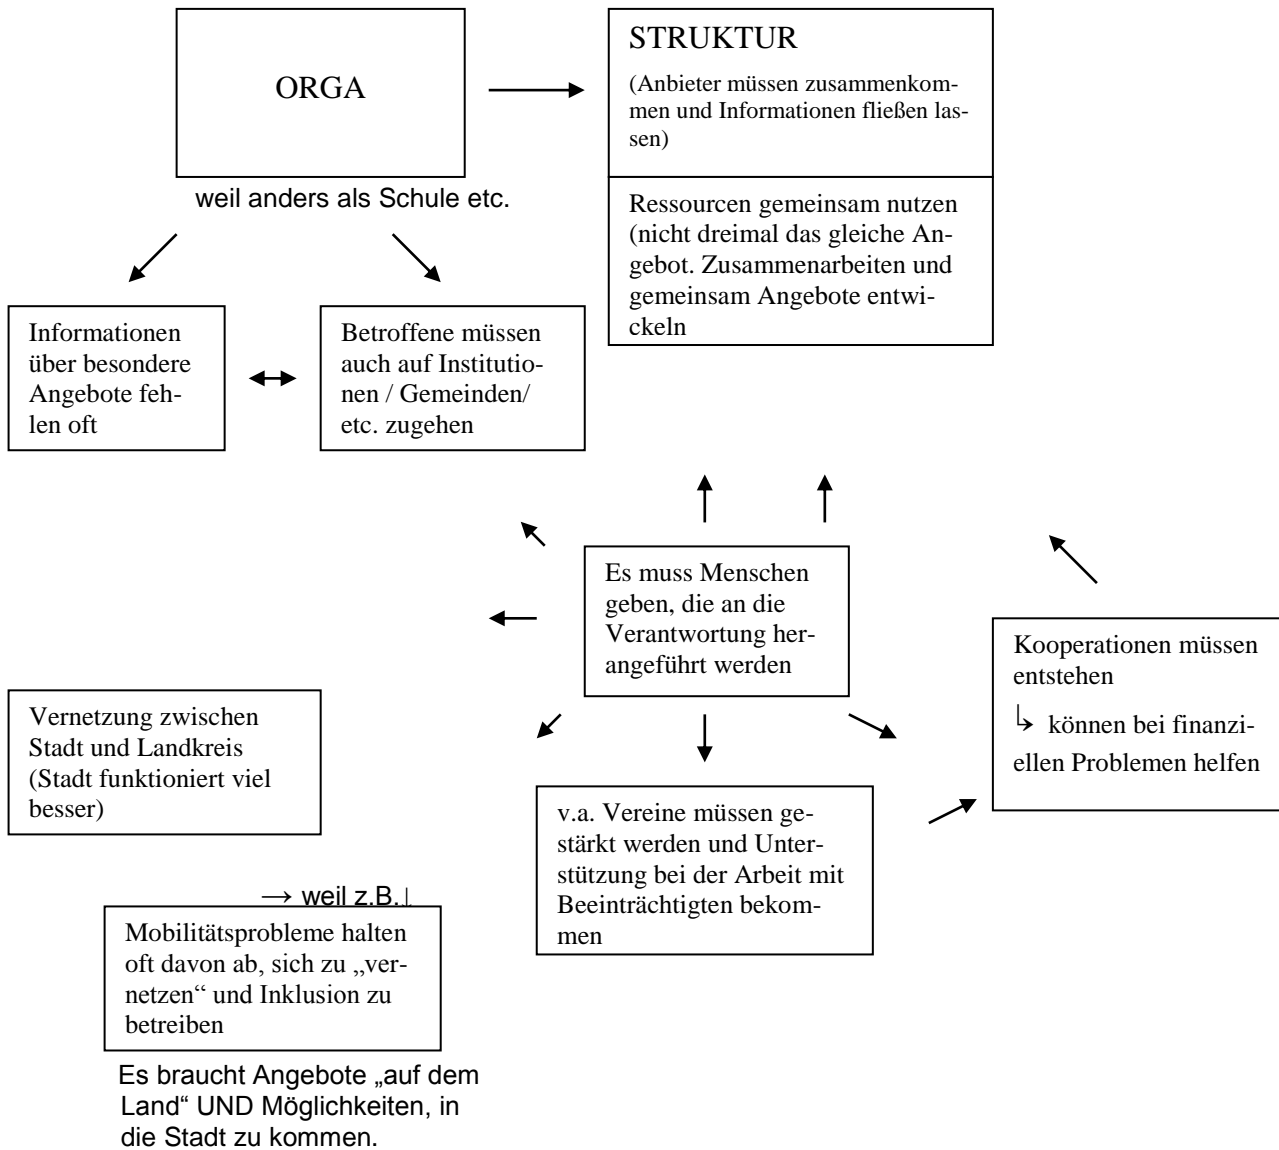 ORGA
STRUKTUR
(Anbieter müssen zusammenkom-
men und Informationen fließen las-
sen)
weil anders als Schule etc.
Ressourcen gemeinsam nutzen
(nicht dreimal das gleiche An-
gebot. Zusammenarbeiten und
gemeinsam Angebote entwi-
ckeln
Informationen
über besondere
Angebote feh-
len oft
Betroffene müssen
auch auf Institutio-
nen / Gemeinden/
etc. zugehen
Es muss Menschen
geben, die an die
Verantwortung her-
angeführt werden
Kooperationen müssen
entstehen
↳ können bei finanzi-
ellen Problemen helfen
Vernetzung zwischen
Stadt und Landkreis
(Stadt funktioniert viel
besser)
v.a. Vereine müssen ge-
stärkt werden und Unter-
stützung bei der Arbeit mit
Beeinträchtigten bekom-
men
→ weil z.B.↓
Mobilitätsprobleme halten
oft davon ab, sich zu „ver-
netzen“ und Inklusion zu
betreiben
Es braucht Angebote „auf dem
Land“ UND Möglichkeiten, in
die Stadt zu kommen.